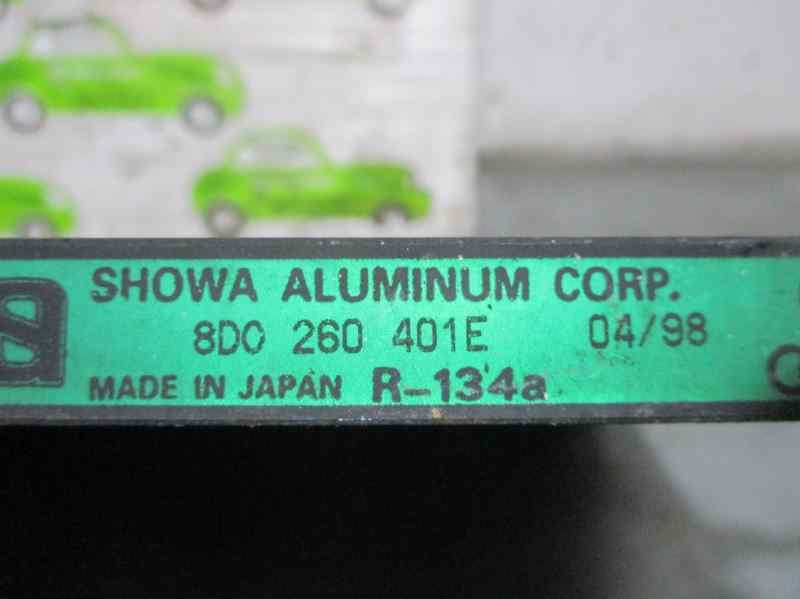 SHOWA ALUMINUM CORP.
8D0 260 401E 04/98
MADE IN JAPAN R-134a